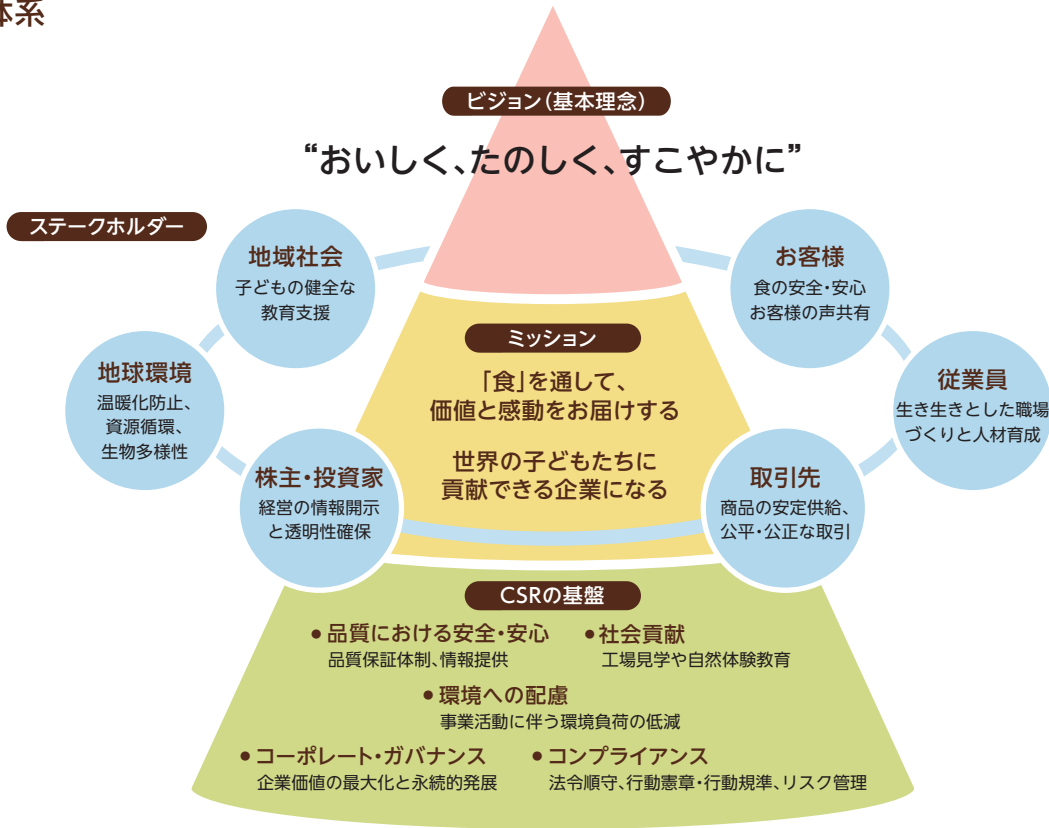 体系
ビジョン(基本理念)
“おいしく、たのしく、すこやかに”
ステークホルダー
地域社会
子どもの健全な
教育支援
お客様
食の安全・安心
お客様の声共有
地球環境
温暖化防止、
資源循環、
生物多様性
従業員
生き生きとした職場
づくりと人材育成
株主・投資家
経営の情報開示
と透明性確保
取引先
商品の安定供給、
公平・公正な取引
ミッション
「食」を通して、
価値と感動をお届けする
世界の子どもたちに
貢献できる企業になる
CSRの基盤
●品質における安全・安心
品質保証体制、情報提供
●社会貢献
工場見学や自然体験教育
●環境への配慮
事業活動に伴う環境負荷の低減
●コーポレート・ガバナンス
企業価値の最大化と永続的発展
●コンプライアンス
法令順守、行動憲章・行動規準、リスク管理